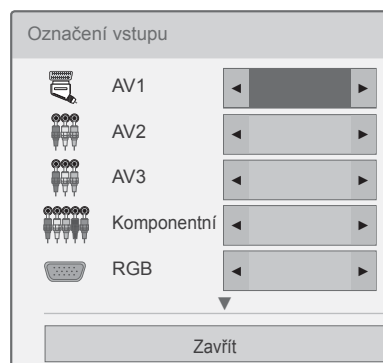 Označení vstupu
AV1
AV2
AV3
Komponentní
RGB
Zavřít